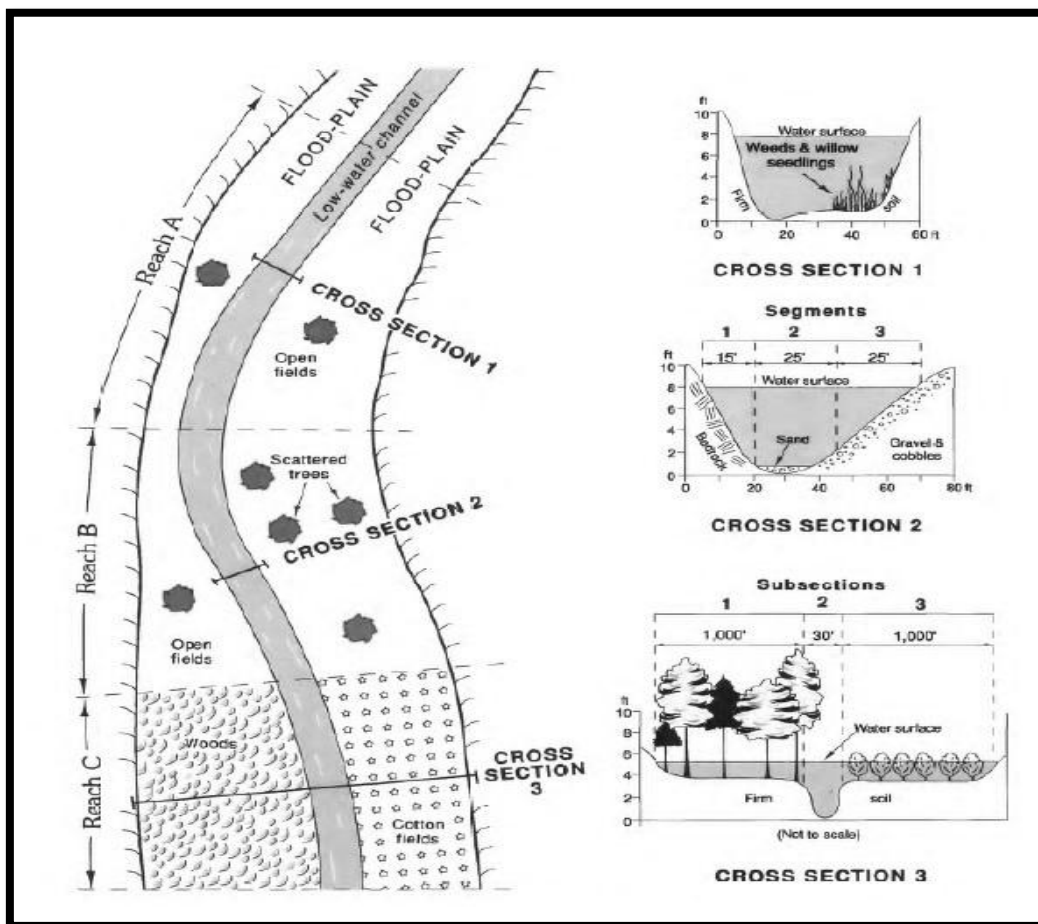 FLOOD-PLAIN
Low-water channel
FLOOD-PLAIN
Reach A
CROSS SECTION 1
Open
fields
Scattered
trees
CROSS SECTION 2
Reach B
Open
fields
Woods
CROSS
SECTION
3
Reach C
Cotton
fields
ft
10
8
6
4
2
0
Water surface
Weeds & willow
seedlings
Firm
soil
0 20 40 60 ft
CROSS SECTION 1
Segments
1 2 3
15' 25' 25'
ft
10
8
6
4
2
0
Water surface
Sand
Bedrock
Gravel &
cobbles
0 20 40 60 80 ft
CROSS SECTION 2
Subsections
1 2 3
1,000' 30' 1,000'
ft
10
8
6
4
2
0
Water surface
Firm soil
(Not to scale)
CROSS SECTION 3